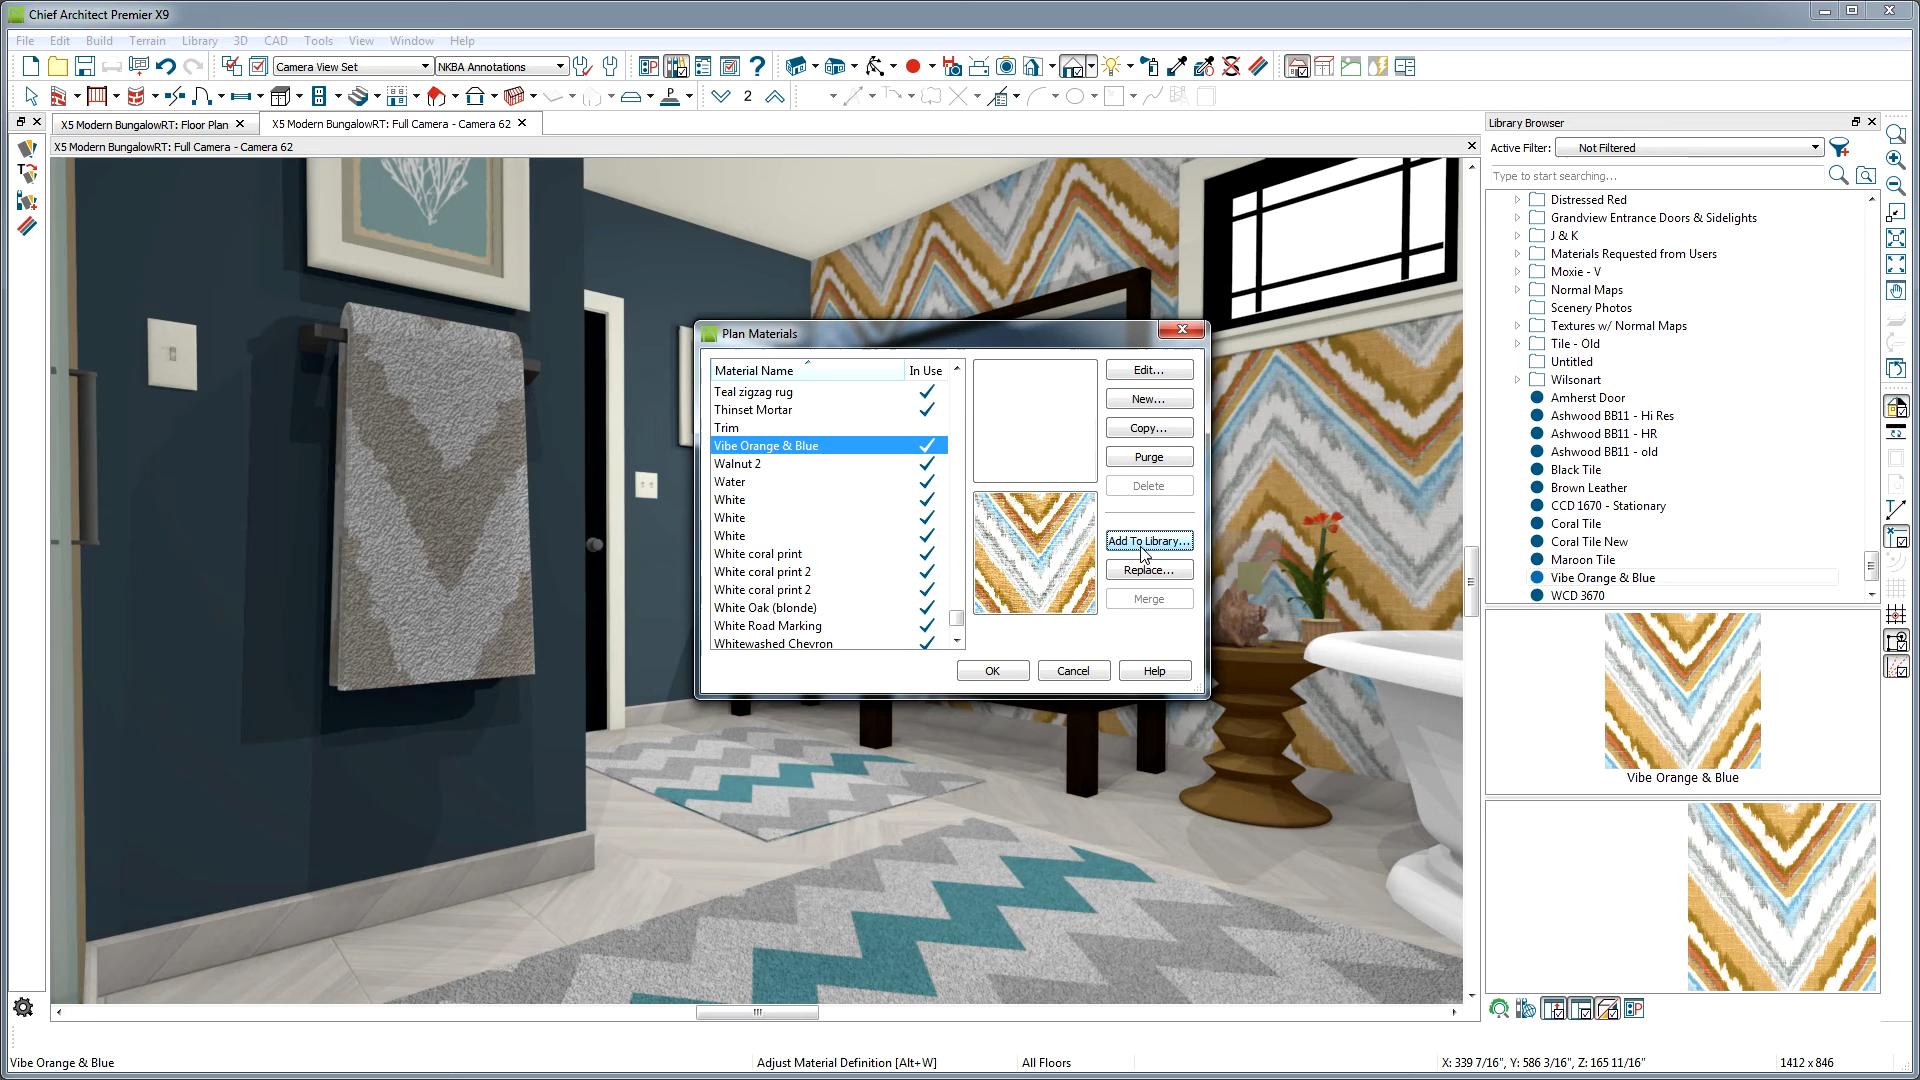 Chief Architect Premier X9
File Edit Build Terrain Library 3D CAD Tools View Window Help
Camera View Set NKBA Annotations
2
X5 Modern BungalowRT: Floor Plan X5 Modern BungalowRT: Full Camera - Camera 62
X5 Modern BungalowRT: Full Camera - Camera 62
Plan Materials
Material Name In Use
Teal zigzag rug
Thinset Mortar
Trim
Vibe Orange & Blue
Walnut 2
Water
White
White
White
White coral print
White coral print 2
White coral print 2
White Oak (blonde)
White Road Marking
Whitewashed Chevron
Edit...
New...
Copy...
Purge
Delete
Add To Library...
Replace...
Merge
OK Cancel Help
Library Browser
Active Filter: Not Filtered
Type to start searching...
Distressed Red
Grandview Entrance Doors & Sidelights
J & K
Materials Requested from Users
Moxie - V
Normal Maps
Scenery Photos
Textures w/ Normal Maps
Tile - Old
Untitled
Wilsonart
Amherst Door
Ashwood BB11 - Hi Res
Ashwood BB11 - HR
Ashwood BB11 - old
Black Tile
Brown Leather
CCD 1670 - Stationary
Coral Tile
Coral Tile New
Maroon Tile
Vibe Orange & Blue
WCD 3670
Vibe Orange & Blue
Vibe Orange & Blue Adjust Material Definition [Alt+W] All Floors X: 339 7/16", Y: 586 3/16", Z: 165 11/16" 1412 x 846